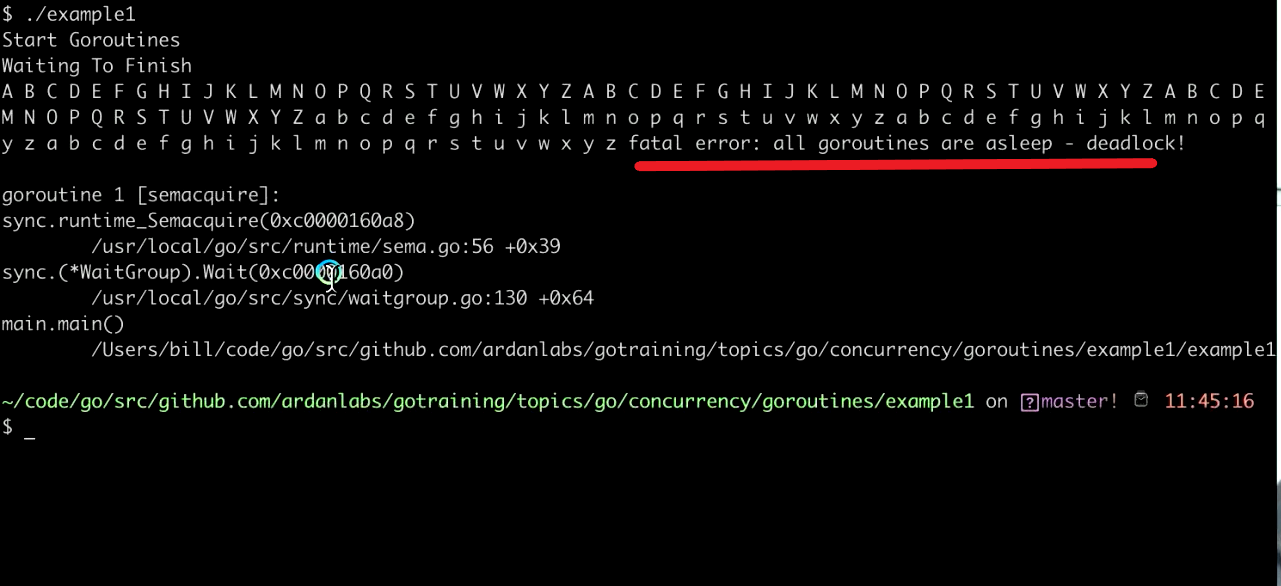 $ ./example1
Start Goroutines
Waiting To Finish
A B C D E F G H I J K L M N O P Q R S T U V W X Y Z A B C D E F G H I J K L M N O P Q R S T U V W X Y Z A B C D E
M N O P Q R S T U V W X Y Z a b c d e f g h i j k l m n o p q r s t u v w x y z a b c d e f g h i j k l m n o p q
y z a b c d e f g h i j k l m n o p q r s t u v w x y z fatal error: all goroutines are asleep - deadlock!
goroutine 1 [semacquire]:
sync.runtime_Semacquire(0xc0000160a8)
/usr/local/go/src/runtime/sema.go:56 +0x39
sync.(*WaitGroup).Wait(0xc0000160a0)
/usr/local/go/src/sync/waitgroup.go:130 +0x64
main.main()
/Users/bill/code/go/src/github.com/ardanlabs/gotraining/topics/go/concurrency/goroutines/example1/example1
~/code/go/src/github.com/ardanlabs/gotraining/topics/go/concurrency/goroutines/example1 on [?]master! 11:45:16
$ _